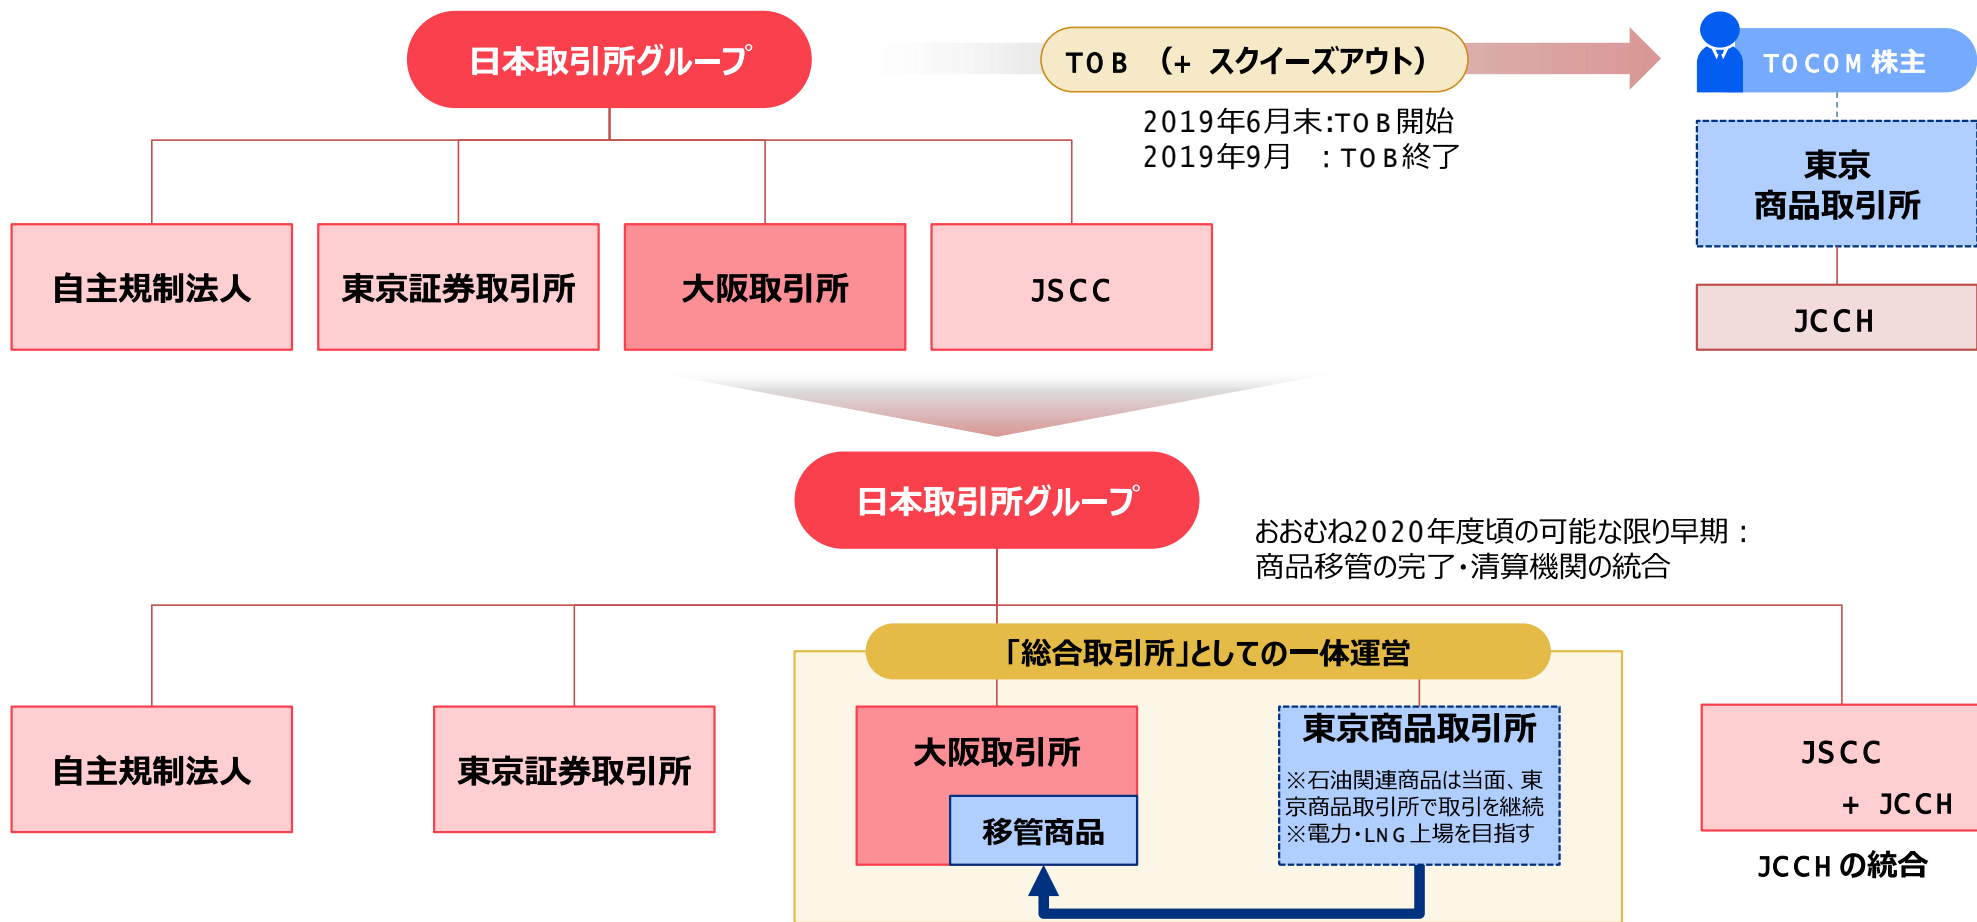 日本取引所グループ
TOB （+ スクイーズアウト）
TOCOM株主
2019年6月末:TOB開始
2019年9月　: TOB終了
東京
商品取引所
自主規制法人
東京証券取引所
大阪取引所
JSCC
JCCH
日本取引所グループ
おおむね2020年度頃の可能な限り早期：
商品移管の完了・清算機関の統合
「総合取引所」としての一体運営
自主規制法人
東京証券取引所
大阪取引所
移管商品
東京商品取引所
※石油関連商品は当面、東
京商品取引所で取引を継続
※電力・LNG上場を目指す
JSCC
+ JCCH
JCCHの統合